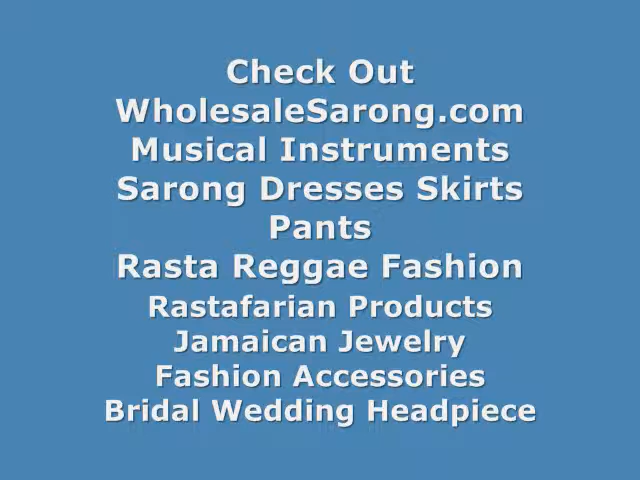 Check Out
WholesaleSarong.com
Musical Instruments
Sarong Dresses Skirts
Pants
Rasta Reggae Fashion
Rastafarian Products
Jamaican Jewelry
Fashion Accessories
Bridal Wedding Headpiece